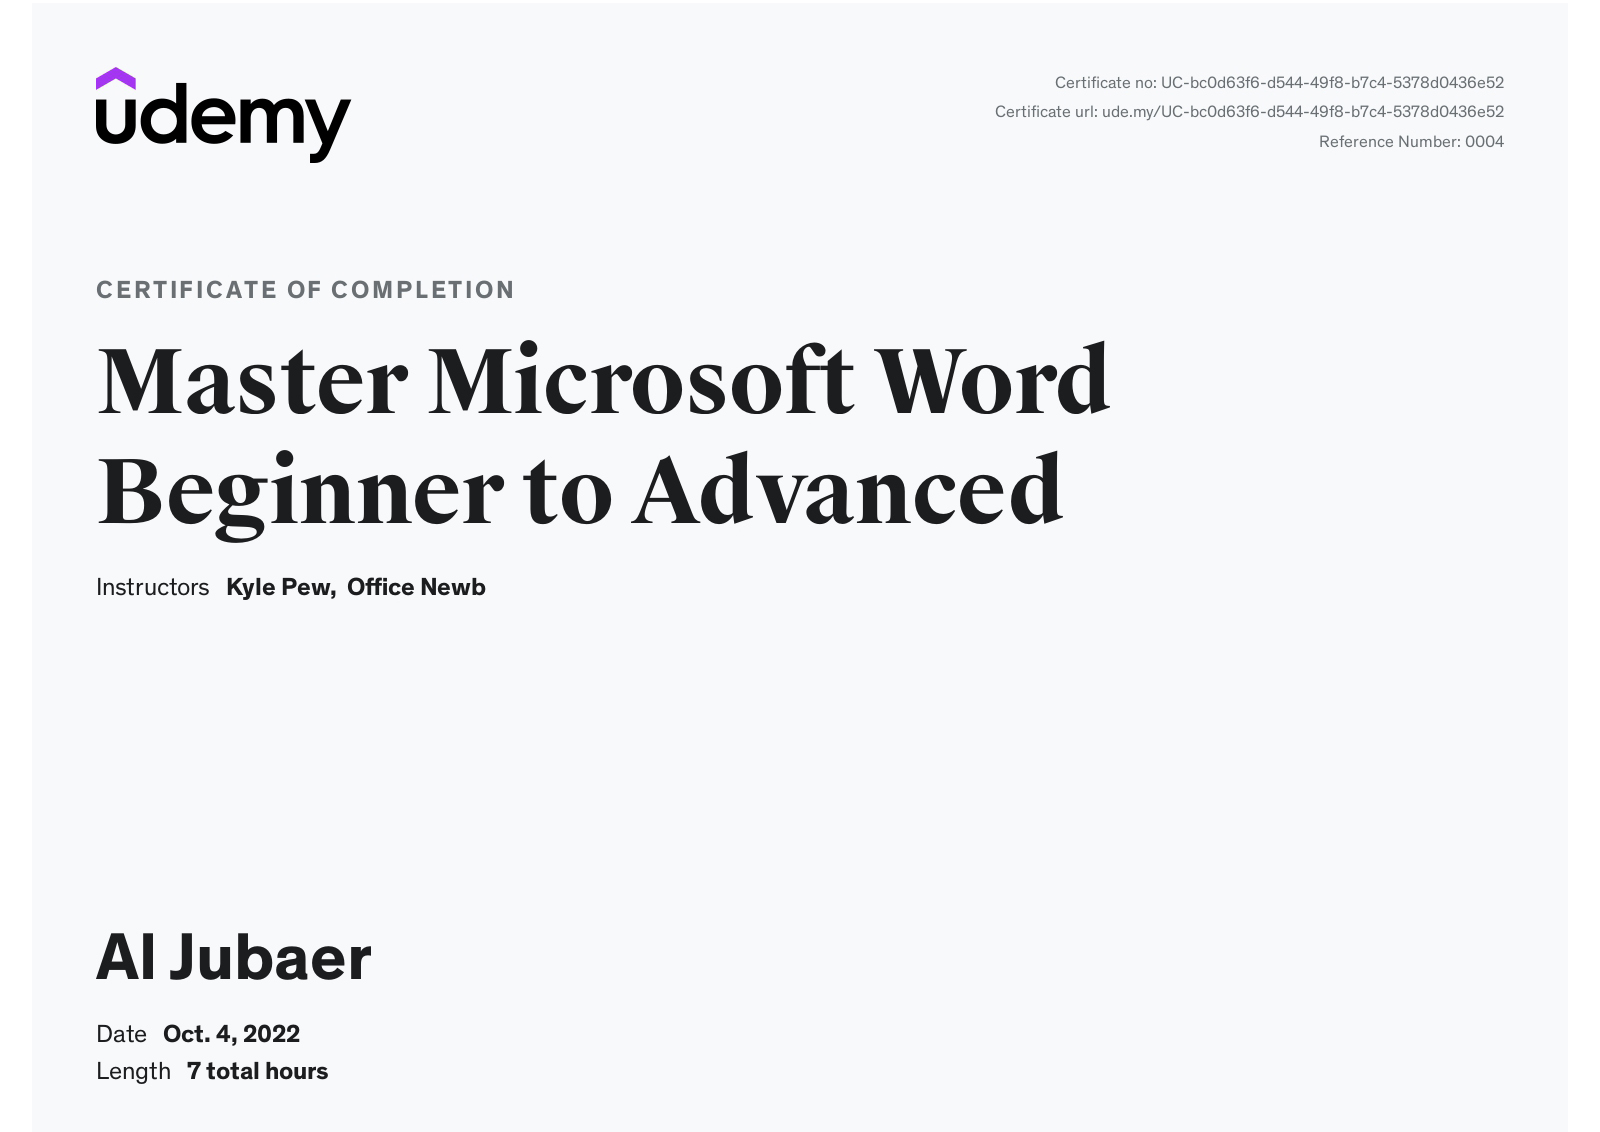 udemy
Certificate no: UC-bc0d63f6-d544-49f8-b7c4-5378d0436e52
Certificate url: ude.my/UC-bc0d63f6-d544-49f8-b7c4-5378d0436e52
Reference Number: 0004
CERTIFICATE OF COMPLETION
Master Microsoft Word
Beginner to Advanced
Instructors Kyle Pew, Office Newb
Al Jubaer
Date Oct. 4, 2022
Length 7 total hours